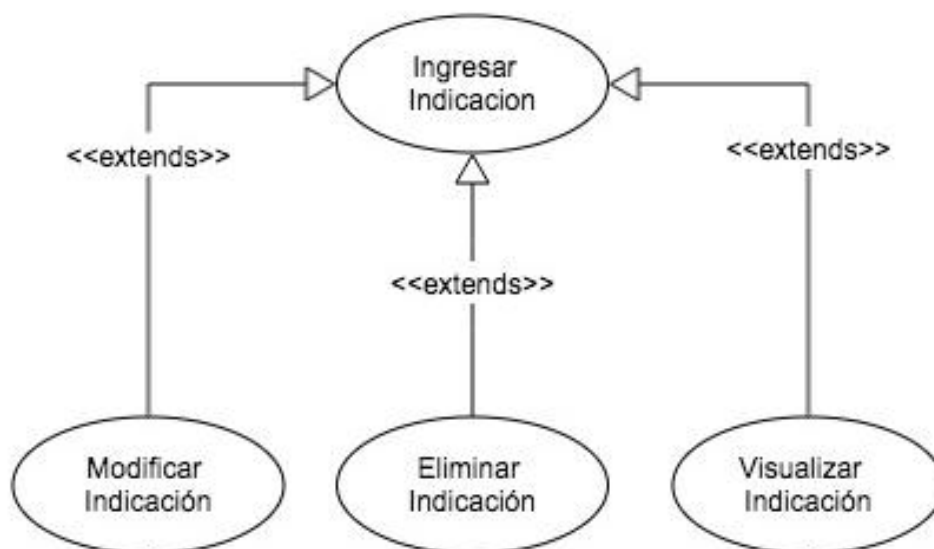 Ingresar
Indicacion
<<extends>>
<<extends>>
<<extends>>
Modificar
Indicación
Eliminar
Indicación
Visualizar
Indicación